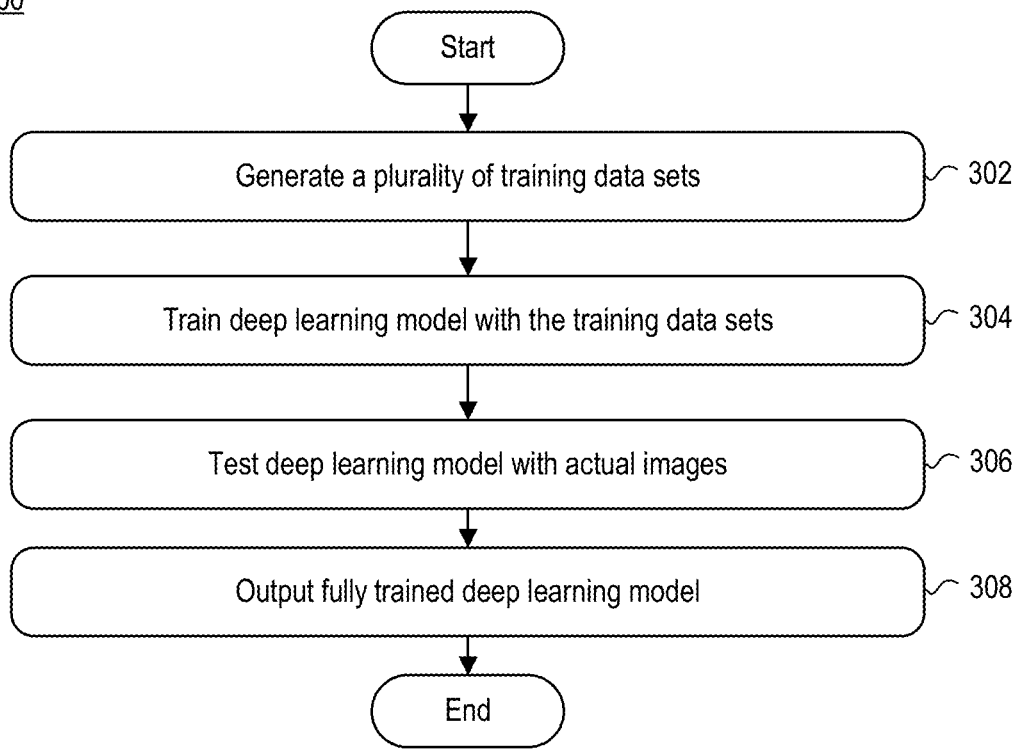 Start
Generate a plurality of training data sets 302
Train deep learning model with the training data sets 304
Test deep learning model with actual images 306
Output fully trained deep learning model 308
End